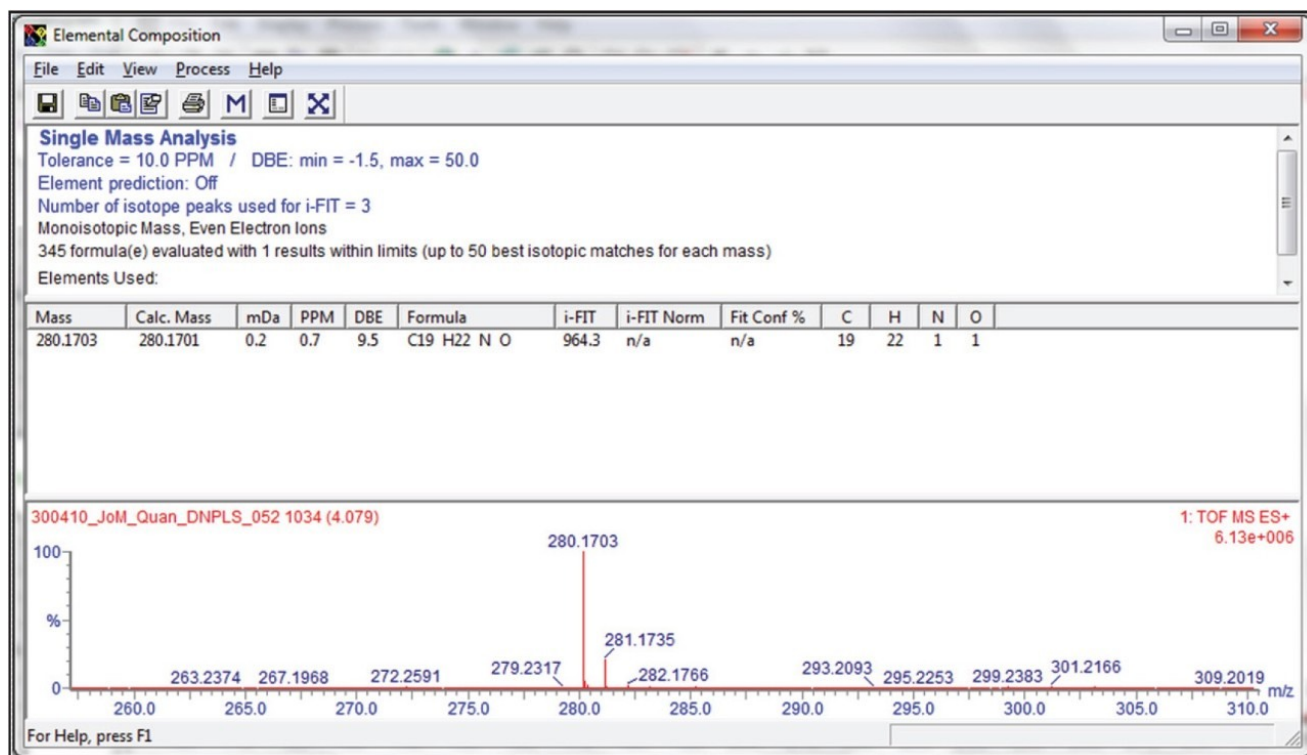 Elemental Composition
File Edit View Process Help
M
Single Mass Analysis
Tolerance = 10.0 PPM / DBE: min = -1.5, max = 50.0
Element prediction: Off
Number of isotope peaks used for i-FIT = 3
Monoisotopic Mass, Even Electron Ions
345 formula(e) evaluated with 1 results within limits (up to 50 best isotopic matches for each mass)
Elements Used:
Mass Calc. Mass mDa PPM DBE Formula i-FIT i-FIT Norm Fit Conf % C H N O
280.1703 280.1701 0.2 0.7 9.5 C19 H22 N O 964.3 n/a n/a 19 22 1 1
300410_JoM_Quan_DNPLS_052 1034 (4.079) 1: TOF MS ES+
6.13e+006
280.1703
100
%
281.1735
263.2374 267.1968 272.2591 279.2317 282.1766 293.2093 295.2253 299.2383 301.2166 309.2019
0
m/z
260.0 265.0 270.0 275.0 280.0 285.0 290.0 295.0 300.0 305.0 310.0
For Help, press F1